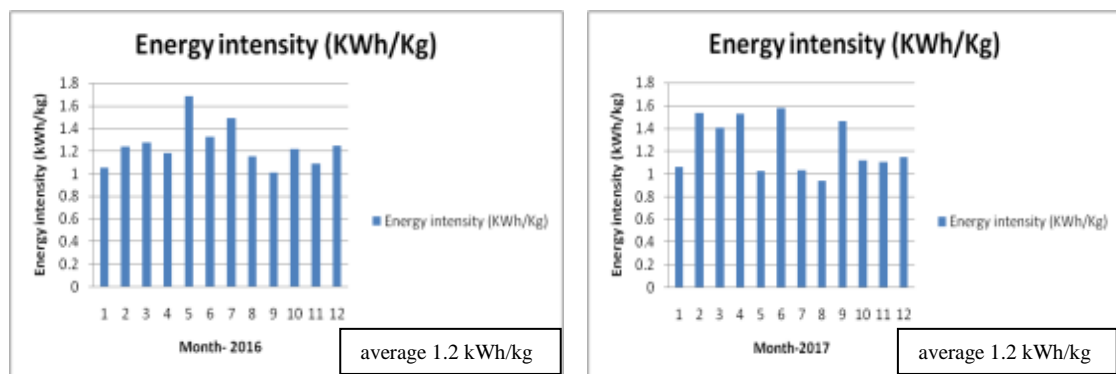 Energy intensity (KWh/Kg)
Energy intensity (kWh/kg)
1.8
1.6
1.4
1.2
1
0.8
0.6
0.4
0.2
0
1 2 3 4 5 6 7 8 9 10 11 12
Month- 2016
Energy intensity (KWh/Kg)
average 1.2 kWh/kg
Energy intensity (KWh/Kg)
Energy intensity (kWh/kg)
1.8
1.6
1.4
1.2
1
0.8
0.6
0.4
0.2
0
1 2 3 4 5 6 7 8 9 10 11 12
Month-2017
Energy intensity (KWh/Kg)
average 1.2 kWh/kg